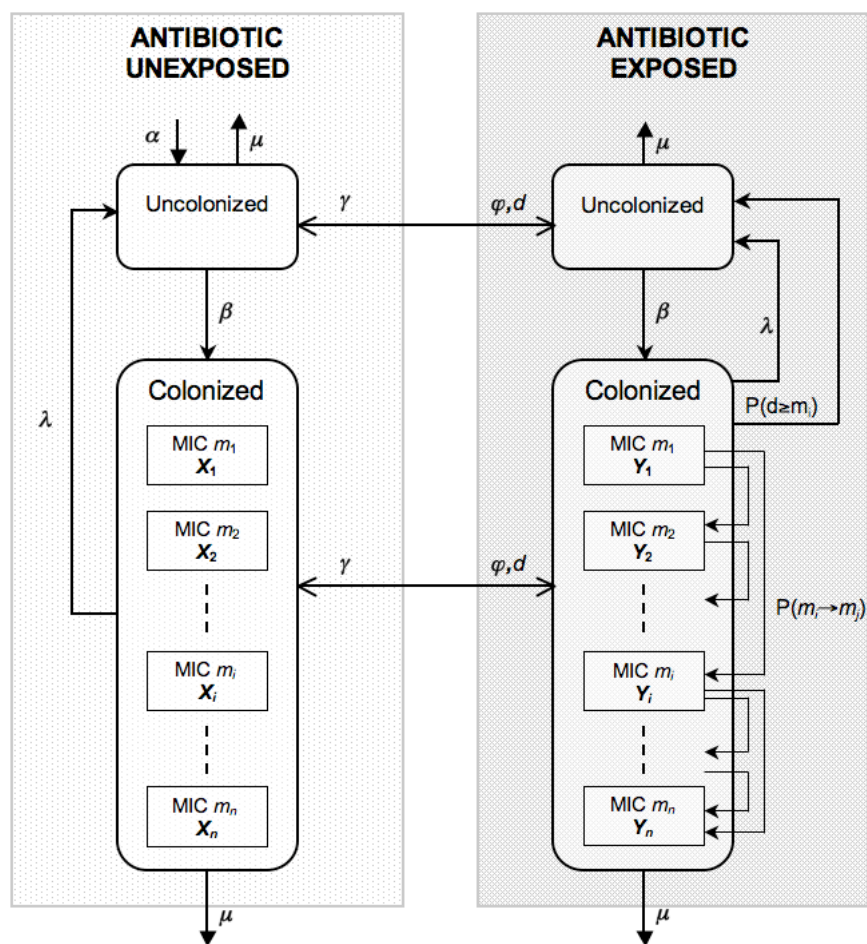 ANTIBIOTIC
UNEXPOSED
α
μ
Uncolonized
β
λ
Colonized
MIC m₁
X₁
MIC m₂
X₂
MIC mᵢ
Xᵢ
MIC mₙ
Xₙ
μ
γ
φ,d
γ
φ,d
ANTIBIOTIC
EXPOSED
μ
Uncolonized
β
λ
P(d≥mᵢ)
Colonized
MIC m₁
Y₁
MIC m₂
Y₂
P(mᵢ→mⱼ)
MIC mᵢ
Yᵢ
MIC mₙ
Yₙ
μ